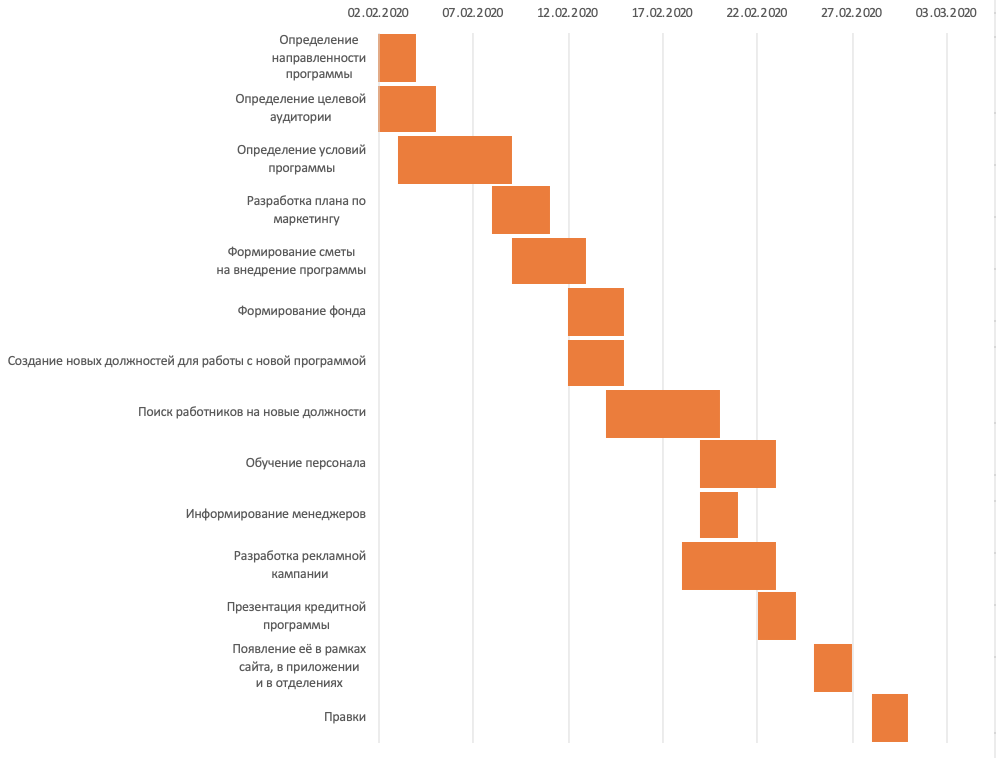 02.02.2020 07.02.2020 12.02.2020 17.02.2020 22.02.2020 27.02.2020 03.03.2020
Определение
направленности
программы
Определение целевой
аудитории
Определение условий
программы
Разработка плана по
маркетингу
Формирование сметы
на внедрение программы
Формирование фонда
Создание новых должностей для работы с новой программой
Поиск работников на новые должности
Обучение персонала
Информирование менеджеров
Разработка рекламной
кампании
Презентация кредитной
программы
Появление её в рамках
сайта, в приложении
и в отделениях
Правки